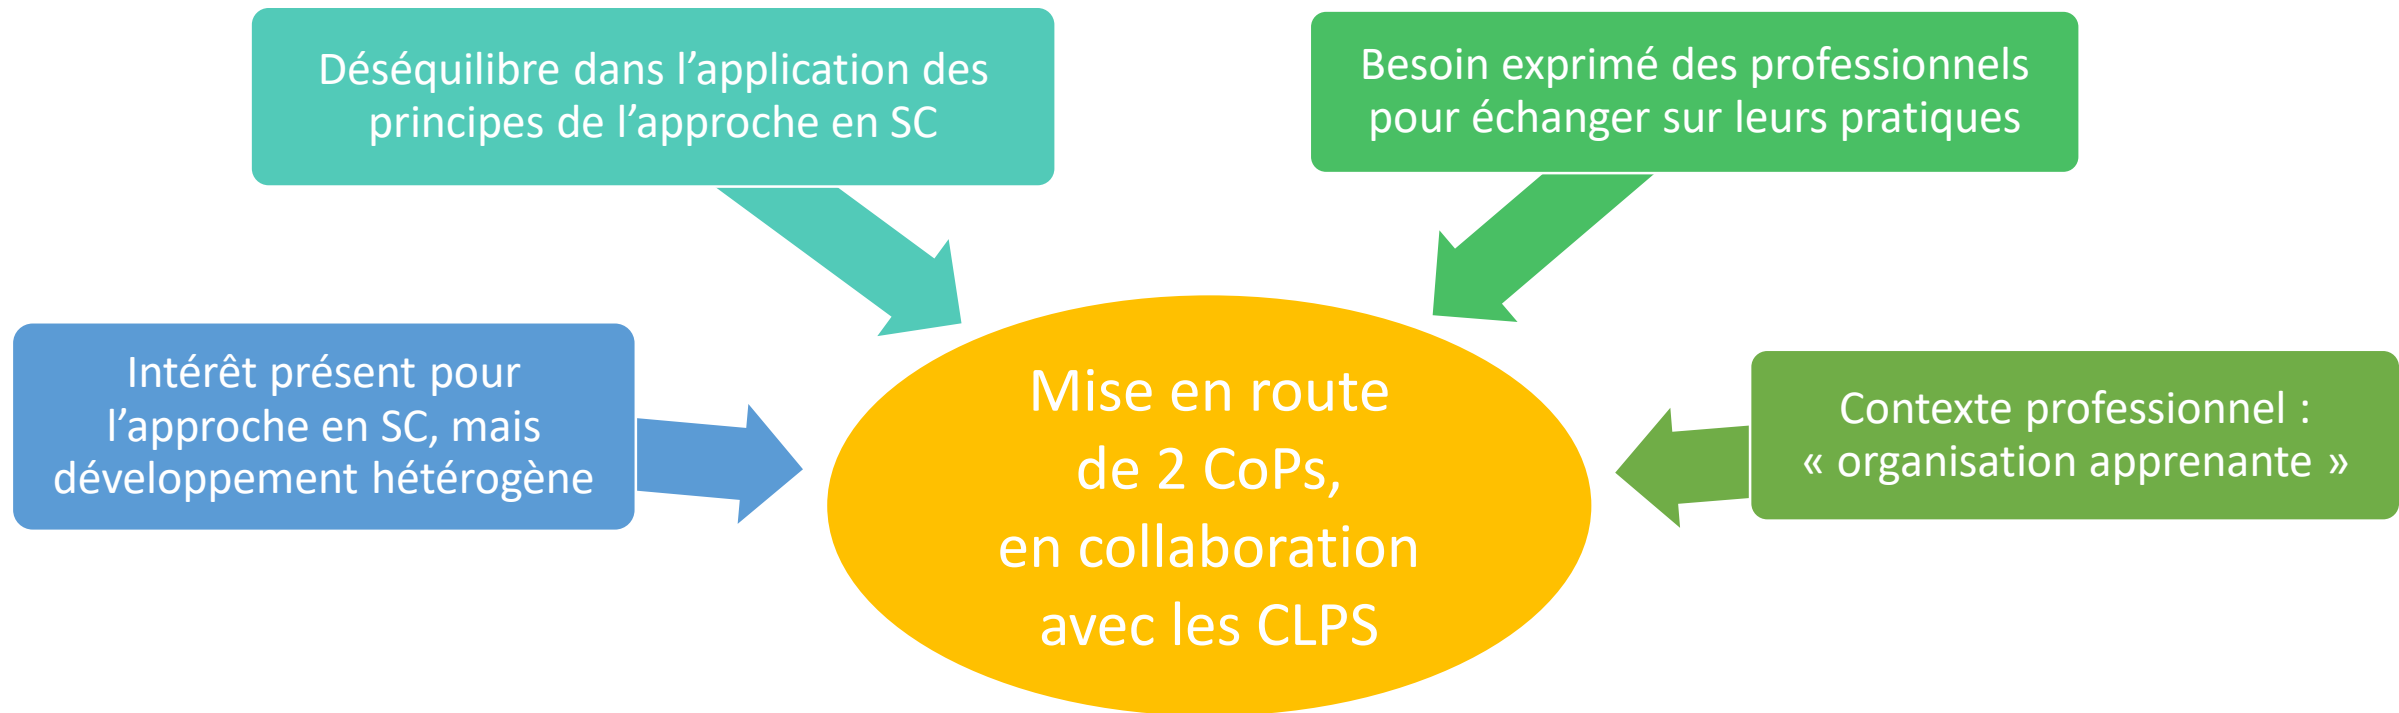 Déséquilibre dans l’application des
principes de l’approche en SC
Besoin exprimé des professionnels
pour échanger sur leurs pratiques
Intérêt présent pour
l’approche en SC, mais
développement hétérogène
Mise en route
de 2 CoPs,
en collaboration
avec les CLPS
Contexte professionnel :
« organisation apprenante »